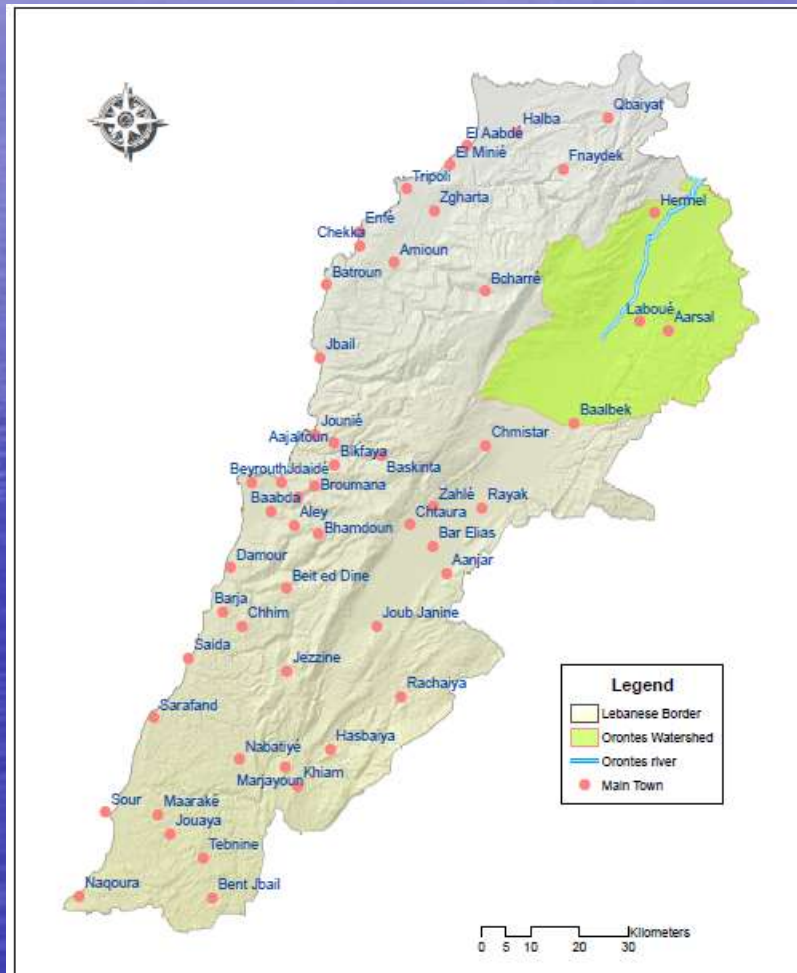 Qbaiyat
Halba
El Aabdé
El Minié
Fnaydek
Tripoli
Zgharta
Hermel
Enfé
Chekka
Amioun
Batroun
Bcharré
Laboué
Aarsal
Jbail
Baalbek
Jounié
Aajaltoun
Chmistar
Bikfaya
Baskinta
Beyrouth
Jdaidé
Broumana
Zahlé
Rayak
Baabda
Aley
Chtaura
Bhamdoun
Bar Elias
Damour
Aanjar
Beit ed Dine
Barja
Chhim
Joub Janine
Saida
Jezzine
Rachaiya
Sarafand
Nabatiyé
Hasbaiya
Marjayoun
Khiam
Sour
Maaraké
Jouaya
Tebnine
Naqoura
Bent Jbail
Legend
Lebanese Border
Orontes Watershed
Orontes river
Main Town
Kilometers
0 5 10 20 30